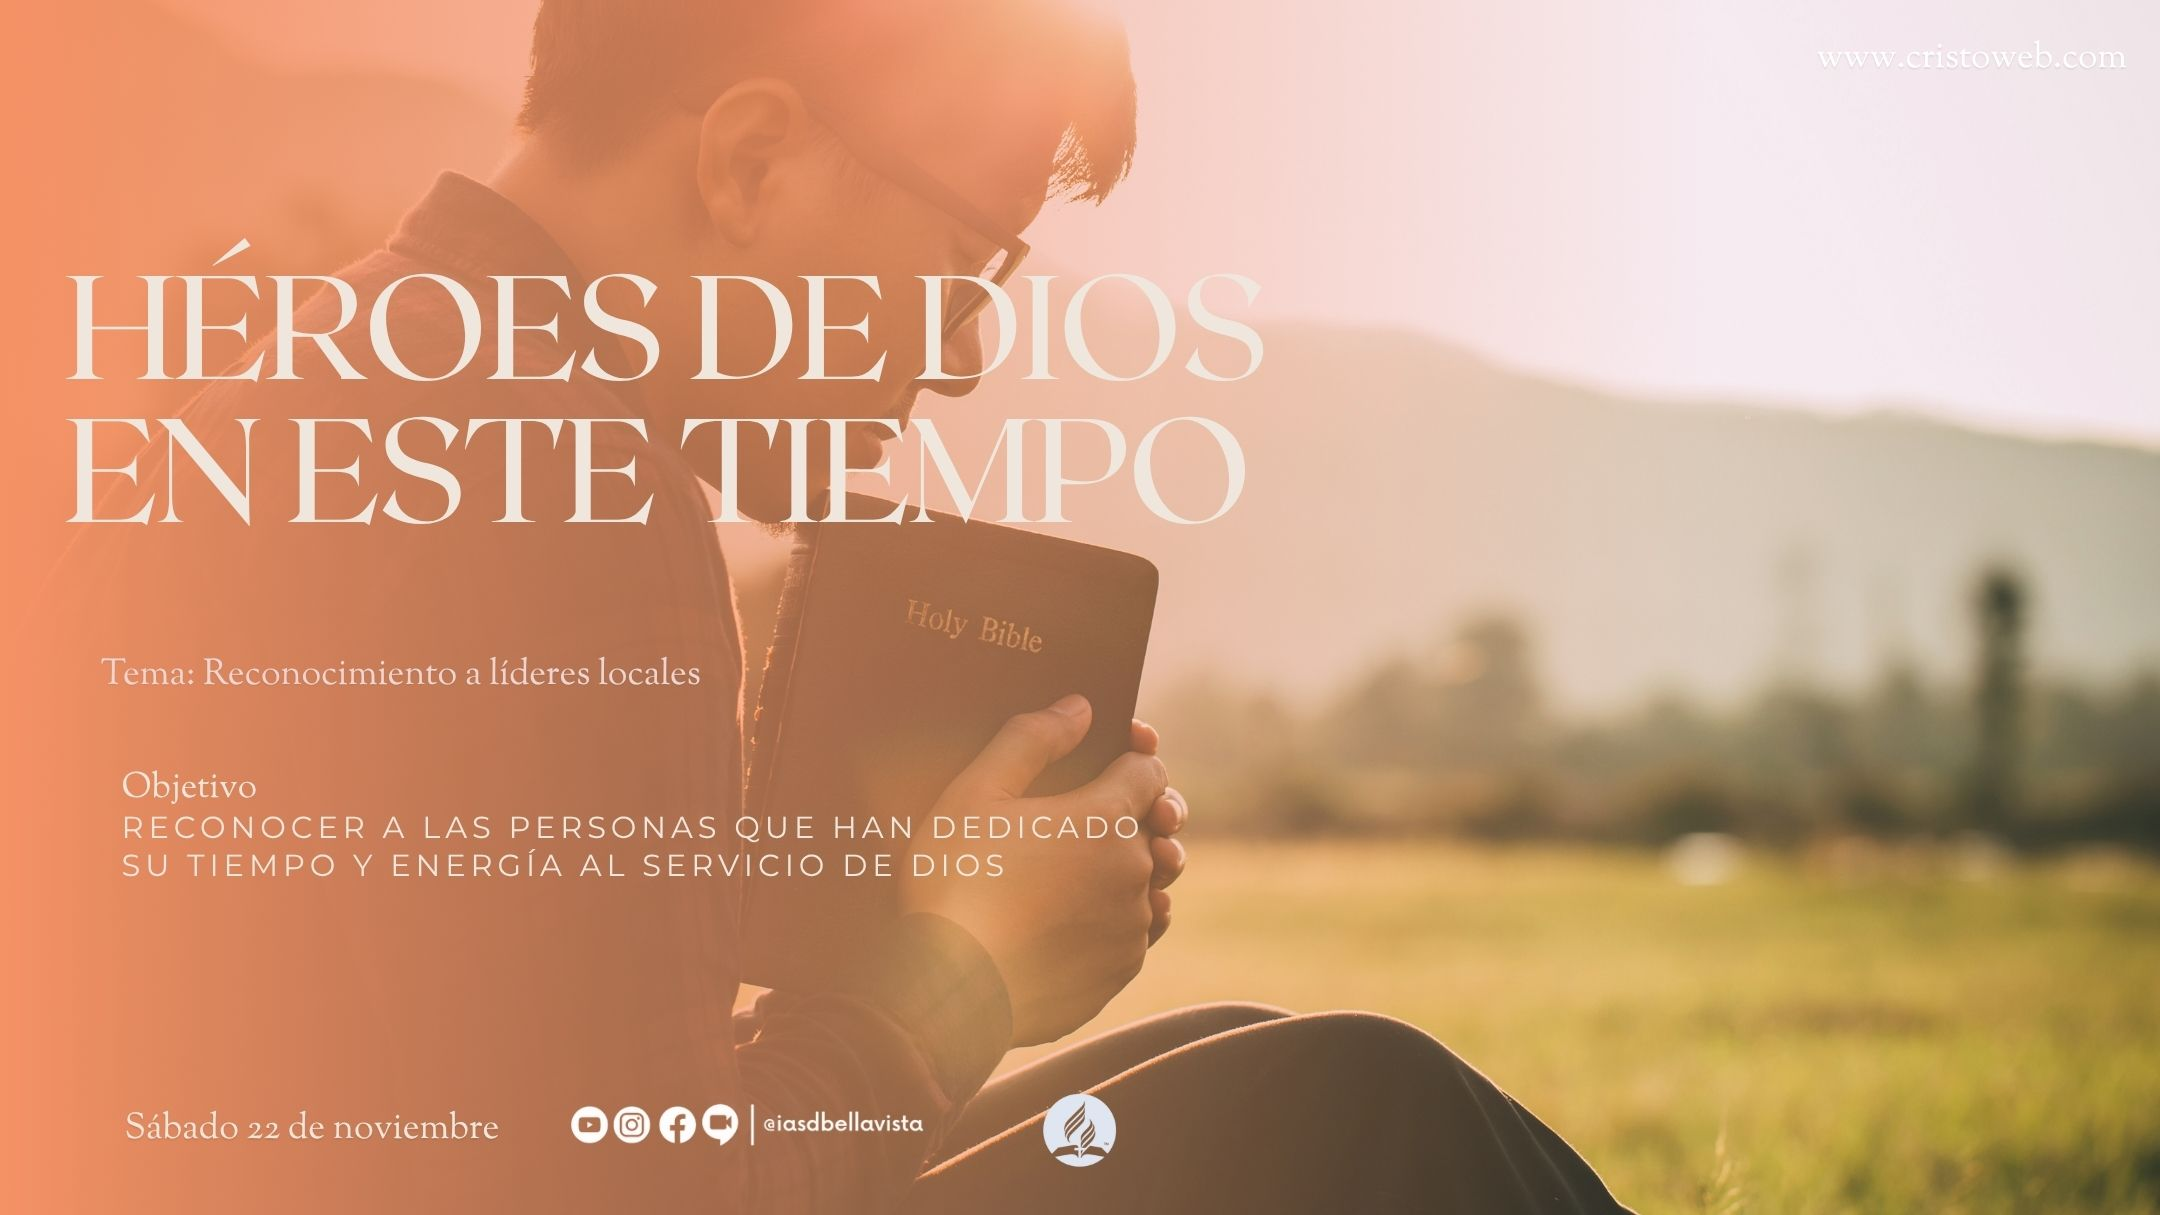 www.cristoweb.com
HÉROES DE DIOS
EN ESTE TIEMPO
Holy Bible
Tema: Reconocimiento a líderes locales
Objetivo
RECONOCER A LAS PERSONAS QUE HAN DEDICADO
SU TIEMPO Y ENERGÍA AL SERVICIO DE DIOS
Sábado 22 de noviembre
@iasdbellavista